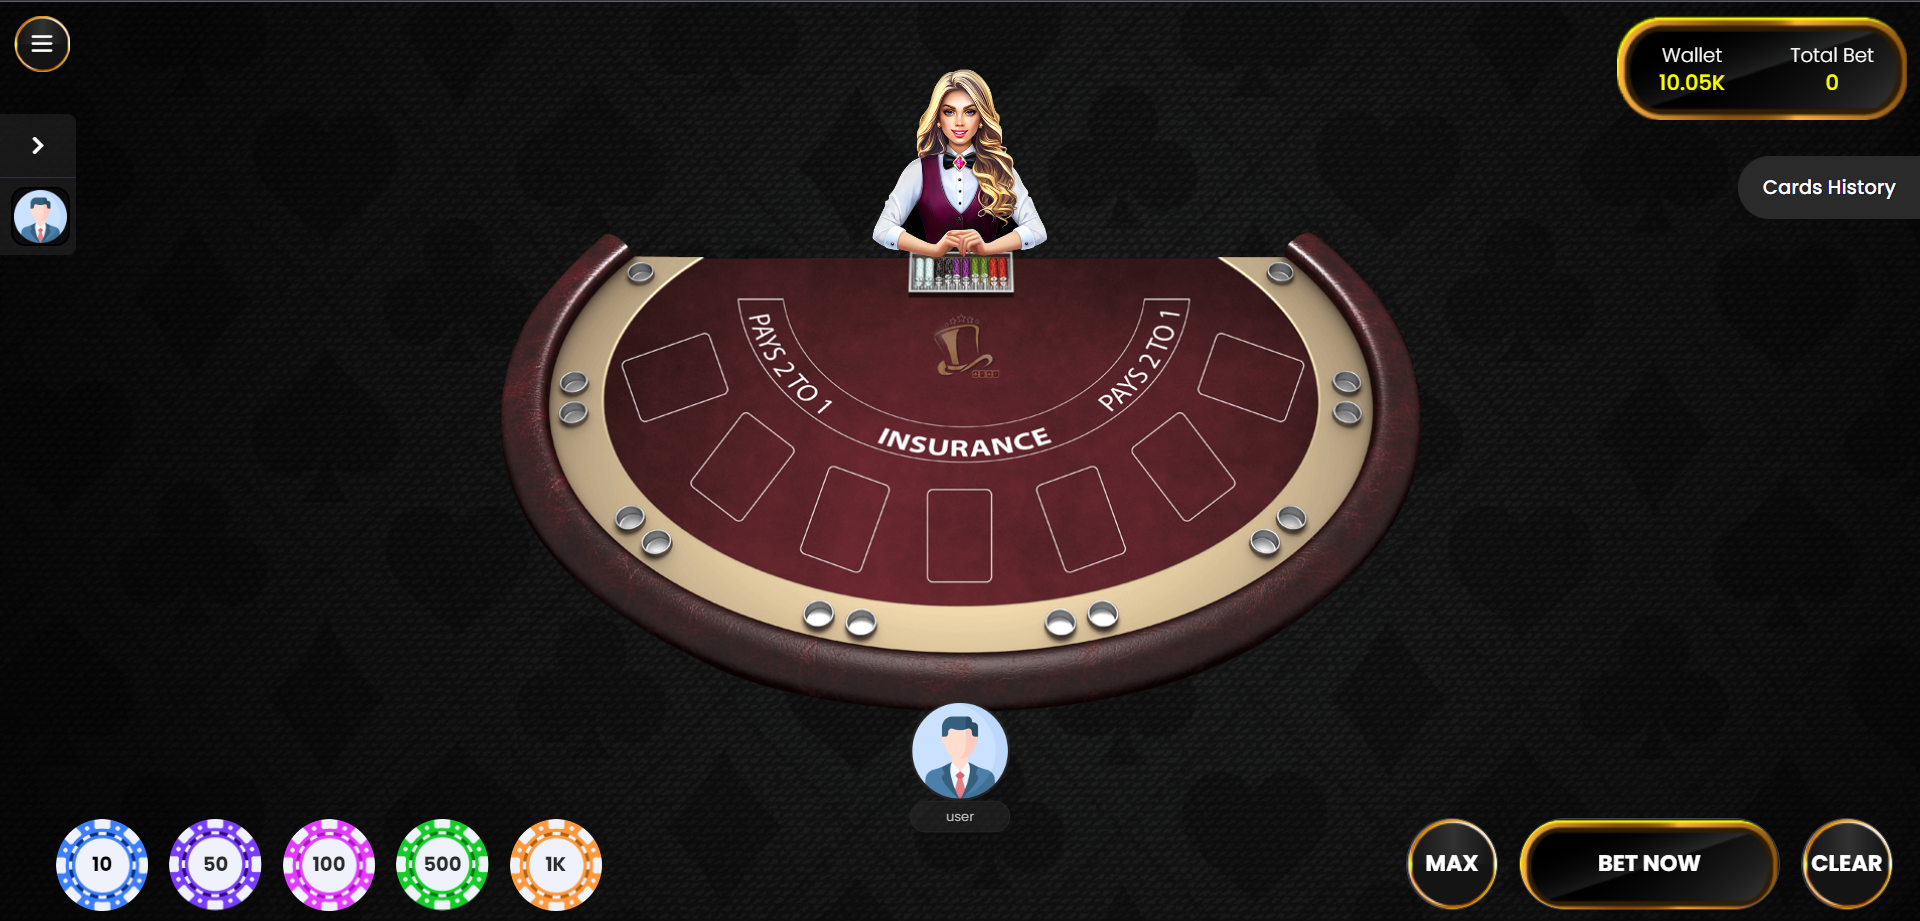 Wallet
10.05K
Total Bet
0
Cards History
PAYS 2 TO 1
PAYS 2 TO 1
INSURANCE
user
10
50
100
500
1K
MAX
BET NOW
CLEAR